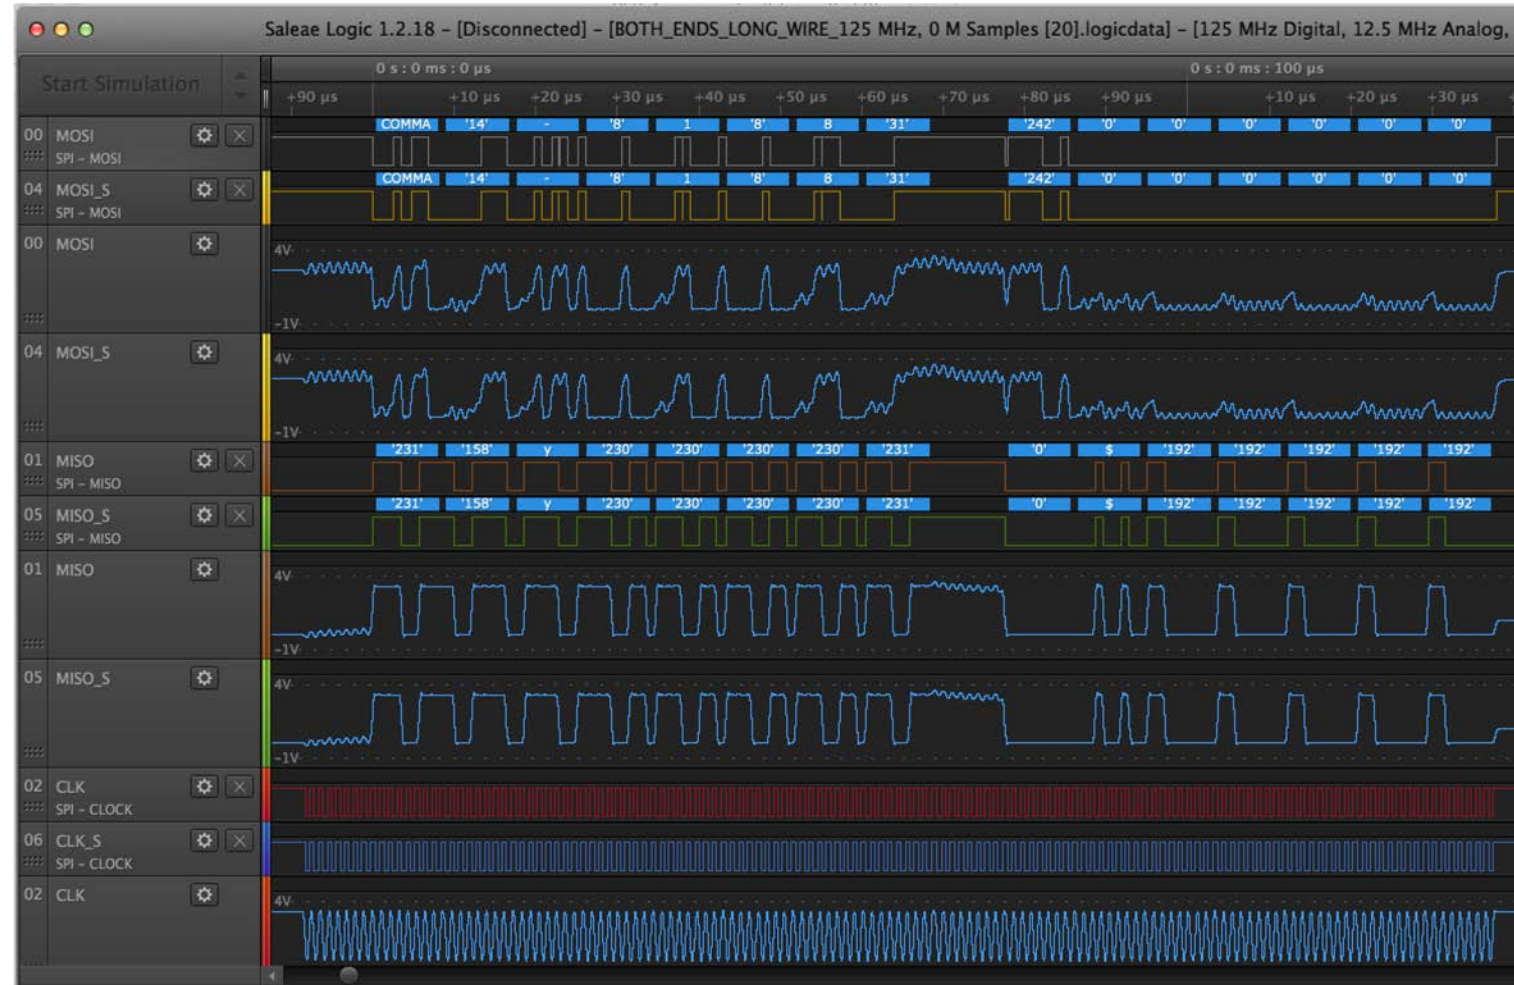 Saleae Logic 1.2.18 – [Disconnected] – [BOTH_ENDS_LONG_WIRE_125 MHz, 0 M Samples [20].logicdata] – [125 MHz Digital, 12.5 MHz Analog,
Start Simulation
0 s : 0 ms : 0 µs 0 s : 0 ms : 100 µs
+90 µs +10 µs +20 µs +30 µs +40 µs +50 µs +60 µs +70 µs +80 µs +90 µs +10 µs +20 µs +30 µs
COMMA '14' - '8' 1 '8' 8 '31' '242' '0' '0' '0' '0' '0' '0'
00 MOSI
SPI – MOSI
COMMA '14' - '8' 1 '8' 8 '31' '242' '0' '0' '0' '0' '0' '0'
04 MOSI_S
SPI – MOSI
00 MOSI
4V
-1V
04 MOSI_S
4V
-1V
'231' '158' y '230' '230' '230' '230' '231' '0' $ '192' '192' '192' '192' '192'
01 MISO
SPI – MISO
'231' '158' y '230' '230' '230' '230' '231' '0' $ '192' '192' '192' '192' '192'
05 MISO_S
SPI – MISO
01 MISO
4V
-1V
05 MISO_S
4V
-1V
02 CLK
SPI – CLOCK
06 CLK_S
SPI – CLOCK
02 CLK
4V